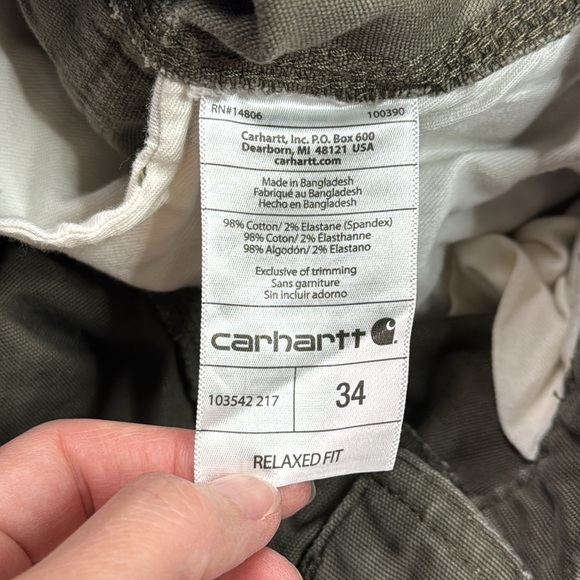 RN#14806 100390
Carhartt, Inc. P.O. Box 600
Dearborn, MI 48121 USA
carhartt.com
Made in Bangladesh
Fabriqué au Bangladesh
Hecho en Bangladesh
98% Cotton/ 2% Elastane (Spandex)
98% Coton/ 2% Élasthanne
98% Algodón/ 2% Elastano
Exclusive of trimming
Sans garniture
Sin incluir adorno
carhartt
103542 217 34
RELAXED FIT